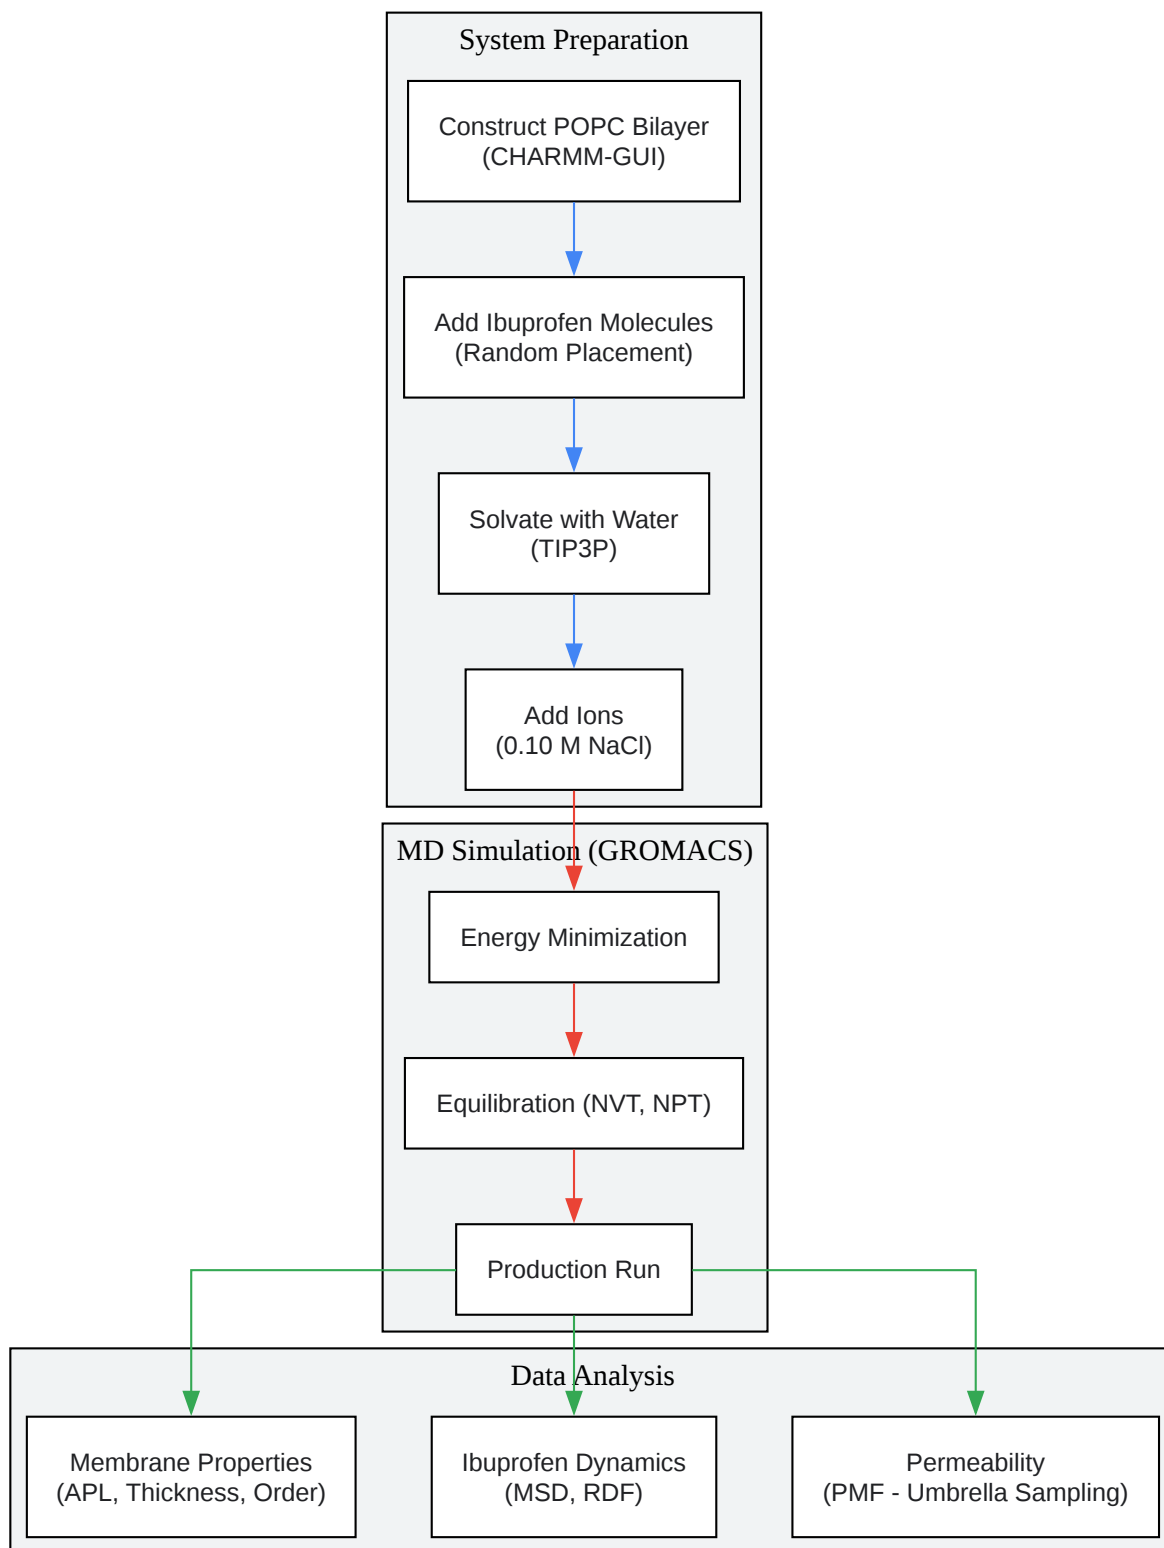 System Preparation
Construct POPC Bilayer
(CHARMM-GUI)
Add Ibuprofen Molecules
(Random Placement)
Solvate with Water
(TIP3P)
Add Ions
(0.10 M NaCl)
MD Simulation (GROMACS)
Energy Minimization
Equilibration (NVT, NPT)
Production Run
Data Analysis
Membrane Properties
(APL, Thickness, Order)
Ibuprofen Dynamics
(MSD, RDF)
Permeability
(PMF - Umbrella Sampling)